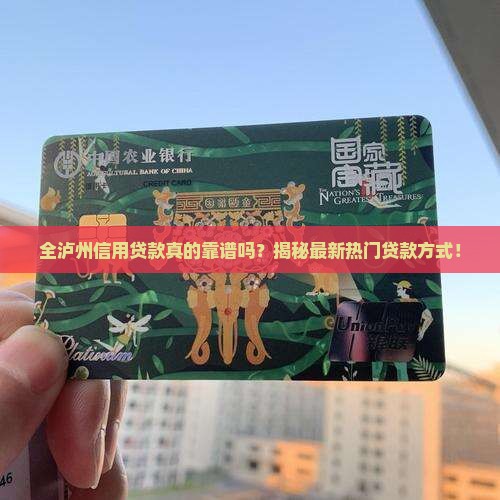 中国农业银行
AGRICULTURAL BANK OF CHINA
CREDIT CARD
国家宝藏
NATION'S
GREATEST TREASURES
全泸州信用贷款真的靠谱吗？揭秘最新热门贷款方式！
UnionPay
银联
Platinum
46